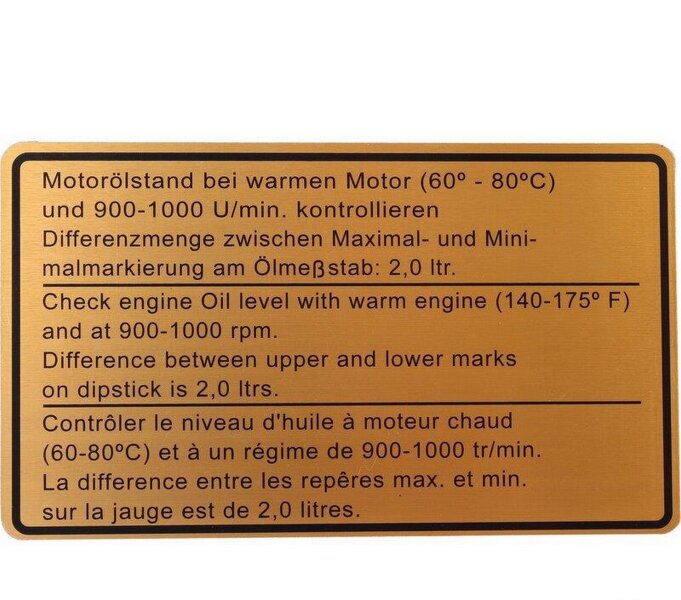 Motorölstand bei warmen Motor (60º - 80ºC)
und 900-1000 U/min. kontrollieren
Differenzmenge zwischen Maximal- und Mini-
malmarkierung am Ölmeβstab: 2,0 ltr.
Check engine Oil level with warm engine (140-175º F)
and at 900-1000 rpm.
Difference between upper and lower marks
on dipstick is 2,0 ltrs.
Contrôler le niveau d'huile à moteur chaud
(60-80ºC) et à un régime de 900-1000 tr/min.
La difference entre les repêres max. et min.
sur la jauge est de 2,0 litres.